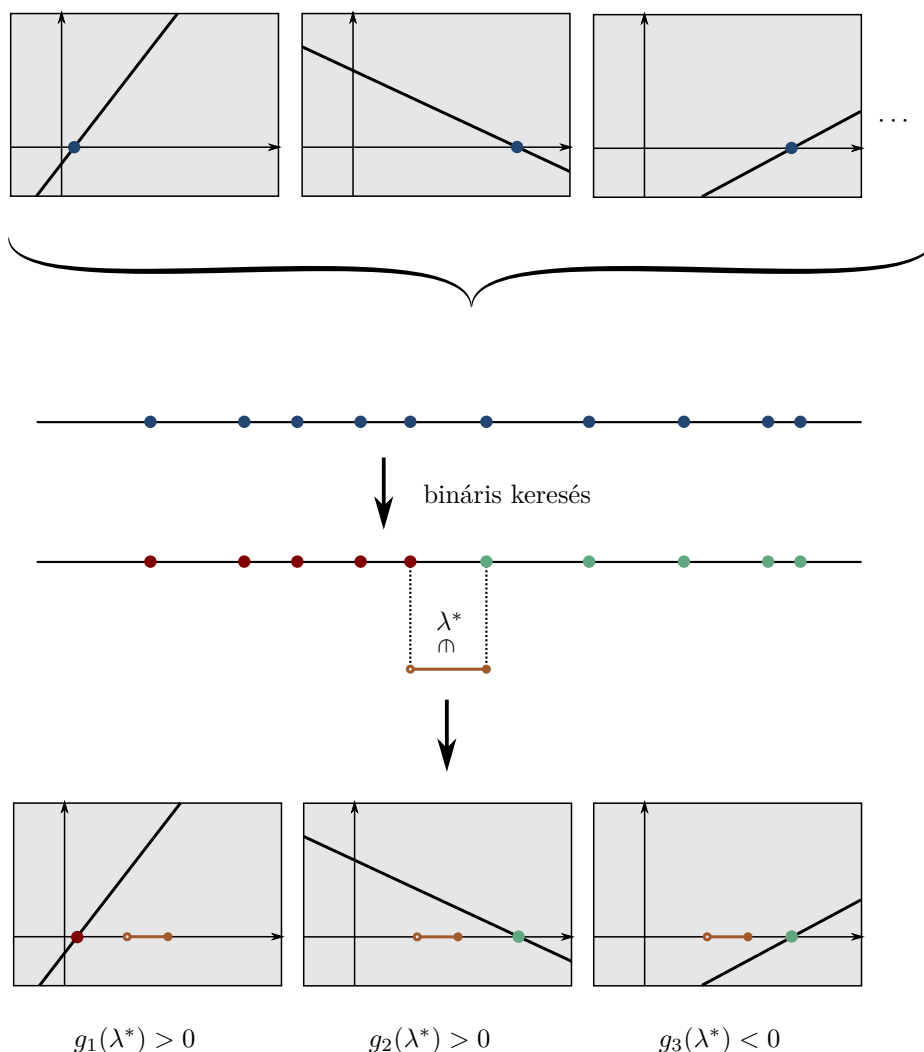 ...
bináris keresés
λ*
∈
g₁(λ*) > 0
g₂(λ*) > 0
g₃(λ*) < 0